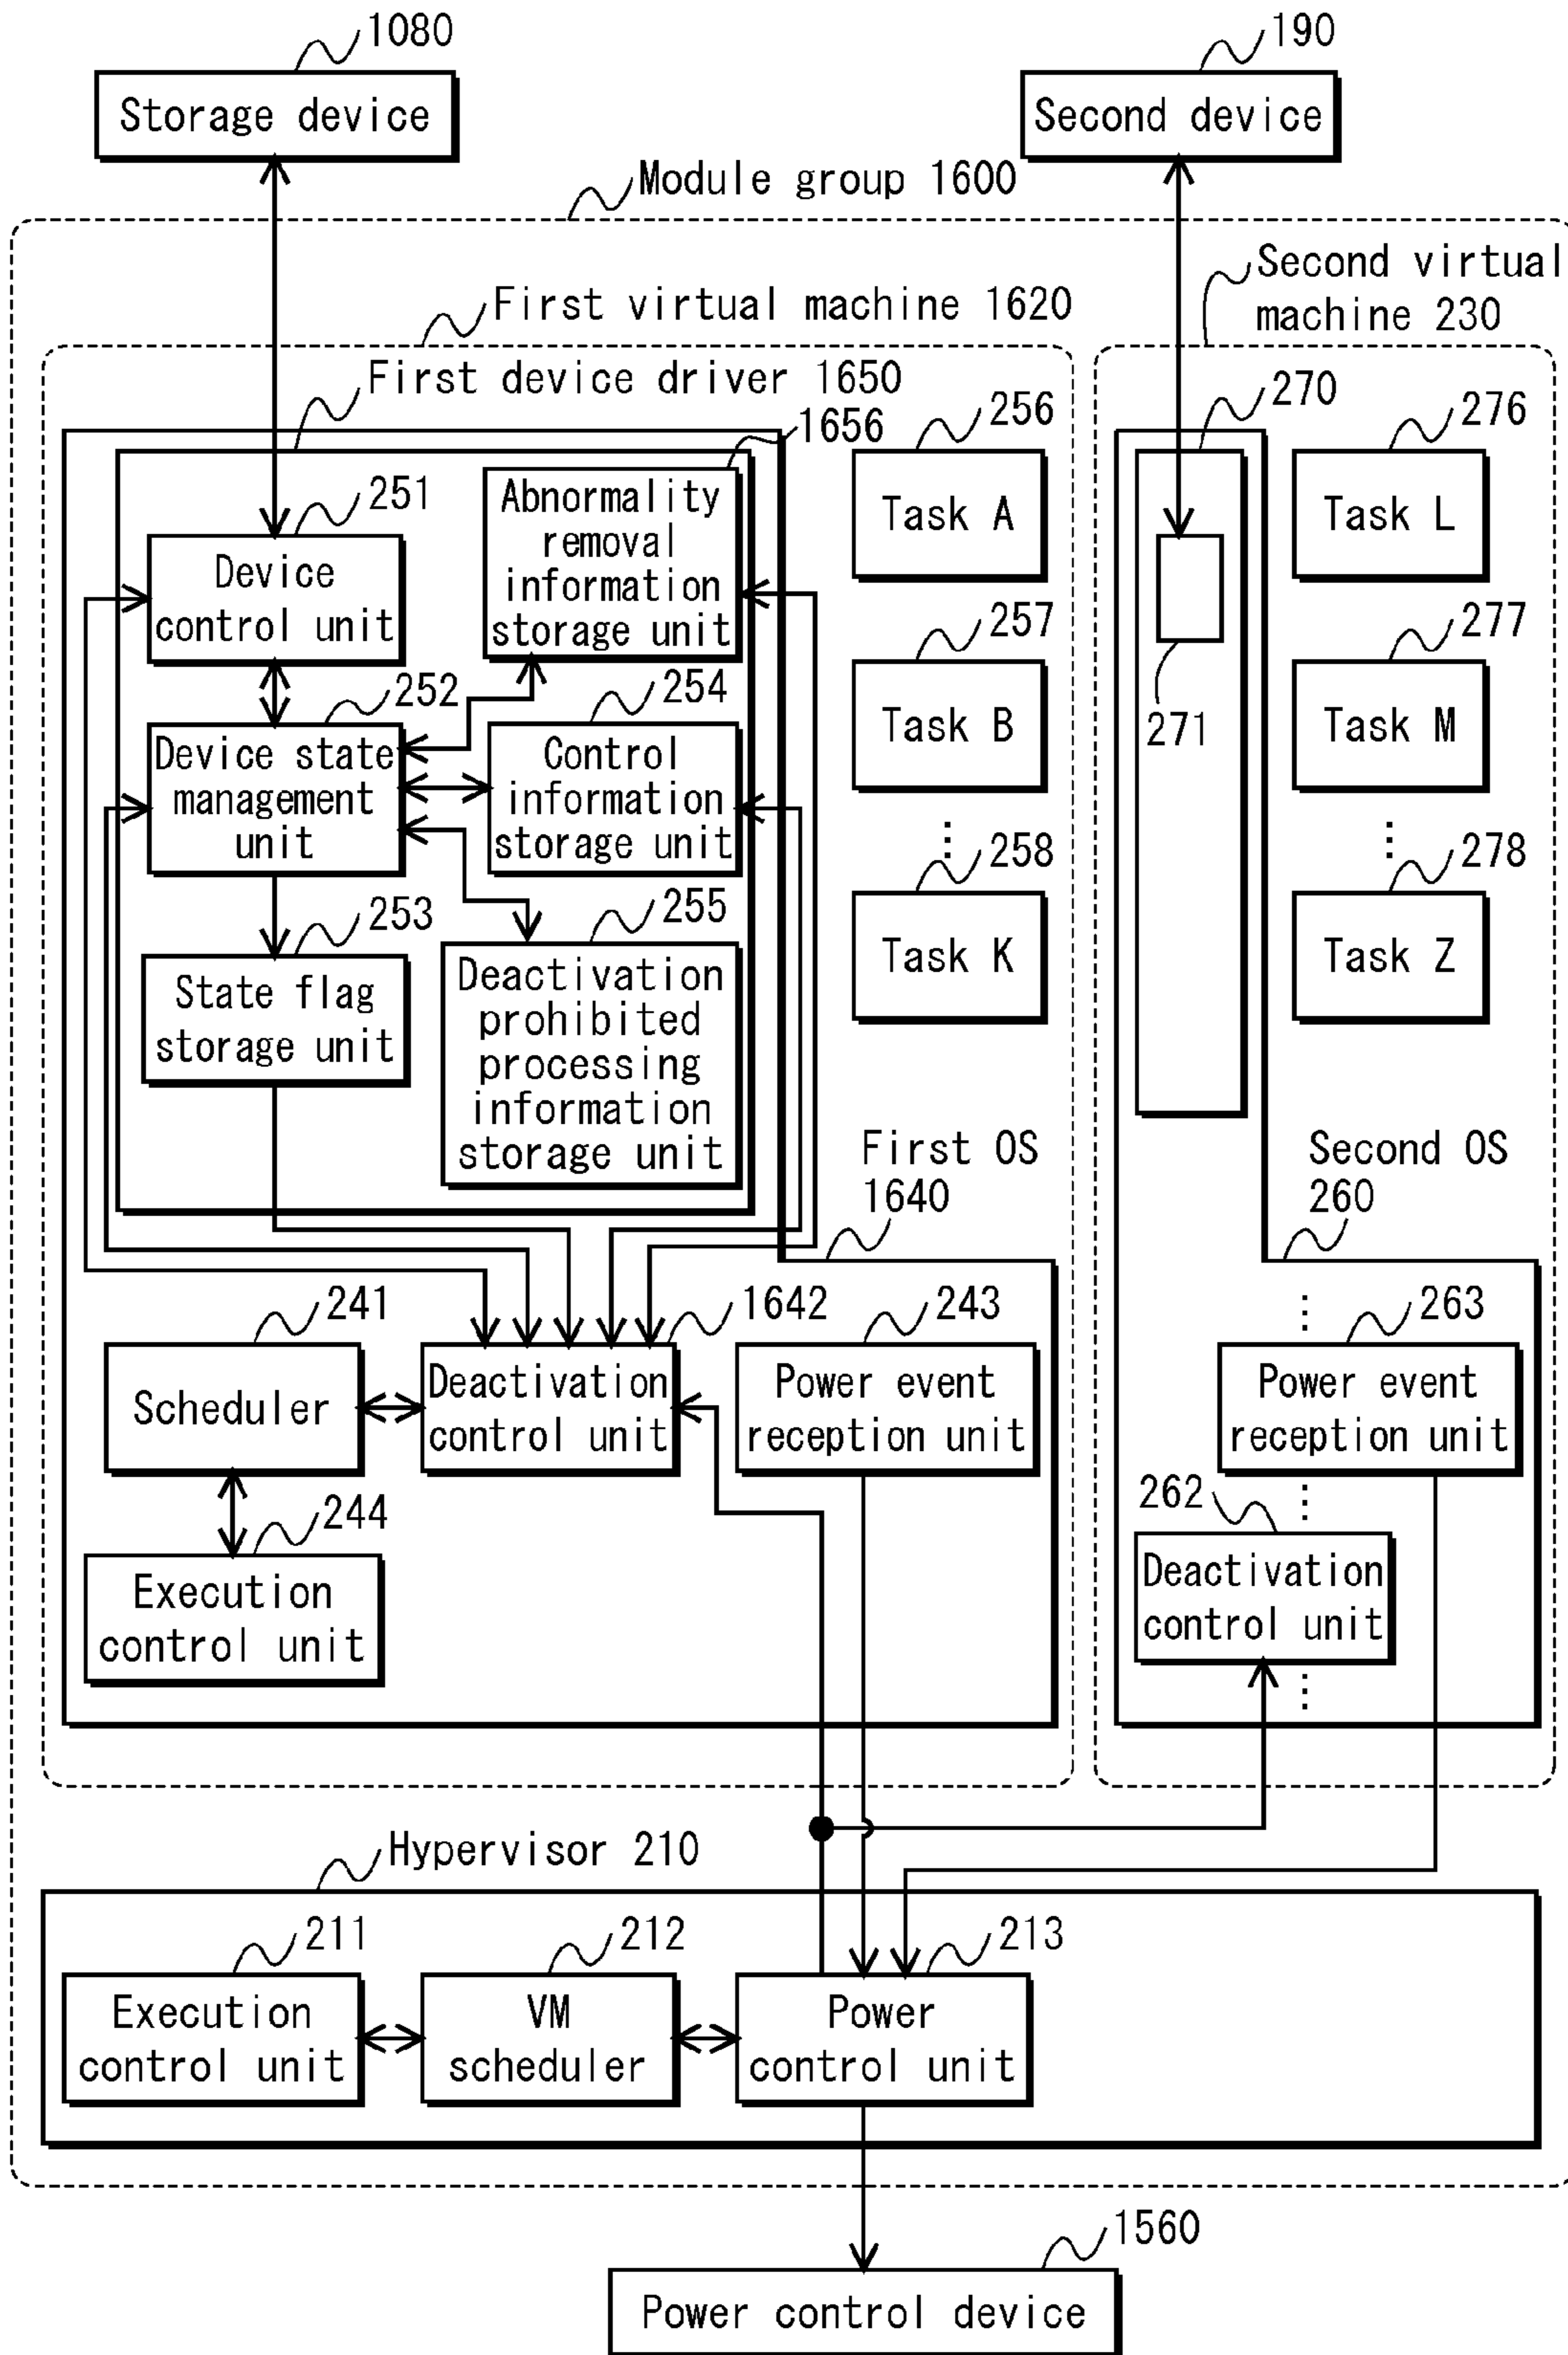 1080
190
Storage device
Second device
Module group 1600
Second virtual
machine 230
First virtual machine 1620
First device driver 1650
1656
256
270
276
251
Abnormality
removal
information
storage unit
Task A
Task L
Device
control unit
257
277
252
254
Task B
271
Task M
Device state
management
unit
Control
information
storage unit
⋮
⋮
258
278
253
255
Task K
Task Z
State flag
storage unit
Deactivation
prohibited
processing
information
storage unit
First OS
1640
Second OS
260
⋮
241
1642
243
263
Scheduler
Deactivation
control unit
Power event
reception unit
Power event
reception unit
⋮
244
262
Execution
control unit
Deactivation
control unit
⋮
Hypervisor 210
211
212
213
Execution
control unit
VM
scheduler
Power
control unit
1560
Power control device